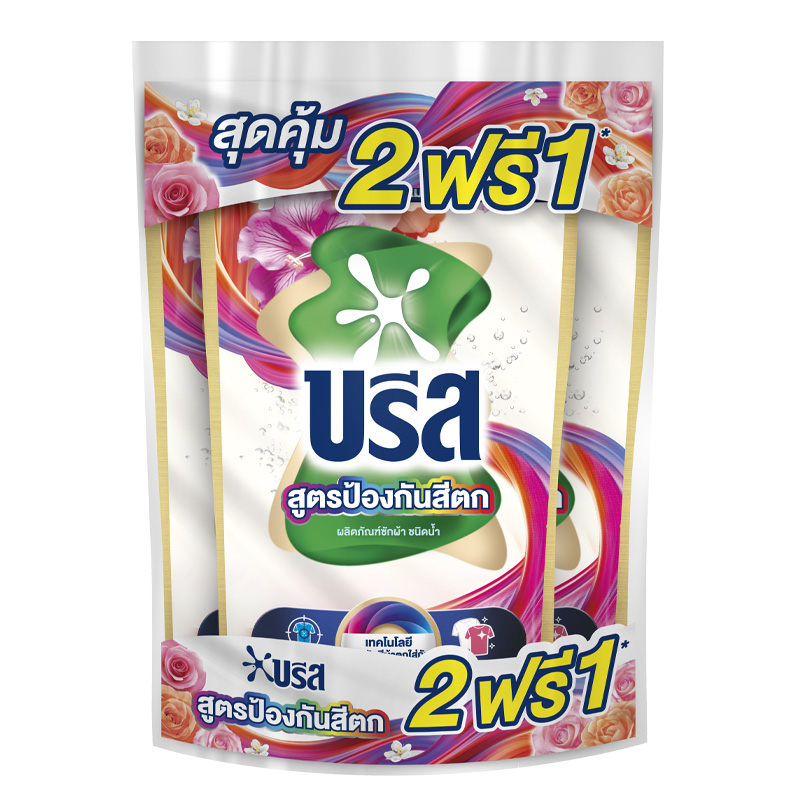 สุดคุ้ม
2 ฟรี 1*
บรีส
สูตรป้องกันสีตก
ผลิตภัณฑ์ซักผ้า ชนิดน้ำ
เทคโนโลยี
บรีส
สูตรป้องกันสีตก
2 ฟรี 1*